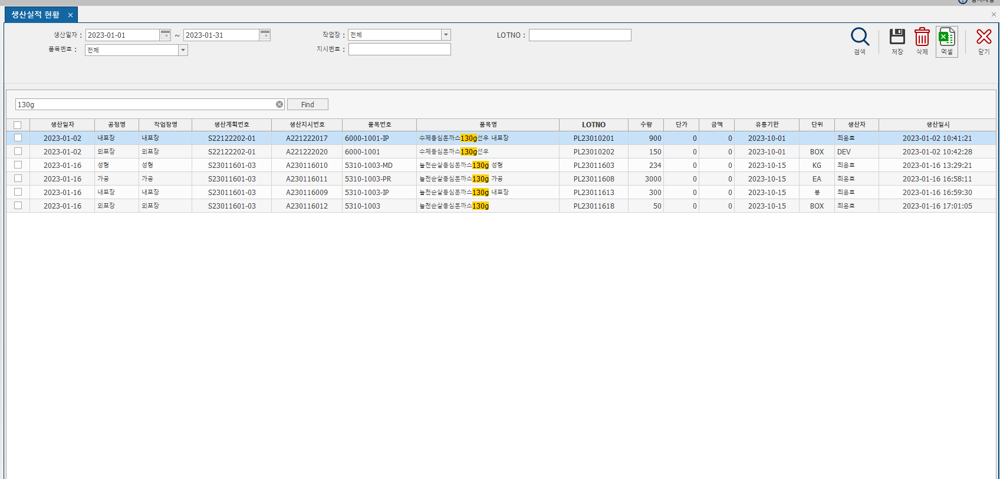 생산실적 현황
생산일자 : 2023-01-01 ~ 2023-01-31 작업장 : 전체 LOTNO :
품목번호 : 전체 지시번호 :
검색 저장 삭제 엑셀 닫기
130g Find
생산일자 공정명 작업장명 생산계획번호 생산지시번호 품목번호 품목명 LOTNO 수량 단가 금액 유통기한 단위 생산자 생산일시
2023-01-02 내포장 내포장 S22122202-01 A221222017 6000-1001-IP 수제등심돈까스130g선우 내포장 PL23010201 900 0 0 2023-10-01 최윤호 2023-01-02 10:41:21
2023-01-02 외포장 외포장 S22122202-01 A221222020 6000-1001 수제등심돈까스130g선우 PL23010202 150 0 0 2023-10-01 BOX DEV 2023-01-02 10:42:28
2023-01-16 성형 성형 S23011601-03 A230116010 5310-1003-MD 늘천순살등심돈까스130g 성형 PL23011603 234 0 0 2023-10-15 KG 최윤호 2023-01-16 13:29:21
2023-01-16 가공 가공 S23011601-03 A230116011 5310-1003-PR 늘천순살등심돈까스130g 가공 PL23011608 3000 0 0 2023-10-15 EA 최윤호 2023-01-16 16:58:11
2023-01-16 내포장 내포장 S23011601-03 A230116009 5310-1003-IP 늘천순살등심돈까스130g 내포장 PL23011613 300 0 0 2023-10-15 봉 최윤호 2023-01-16 16:59:30
2023-01-16 외포장 외포장 S23011601-03 A230116012 5310-1003 늘천순살등심돈까스130g PL23011618 50 0 0 2023-10-15 BOX 최윤호 2023-01-16 17:01:05